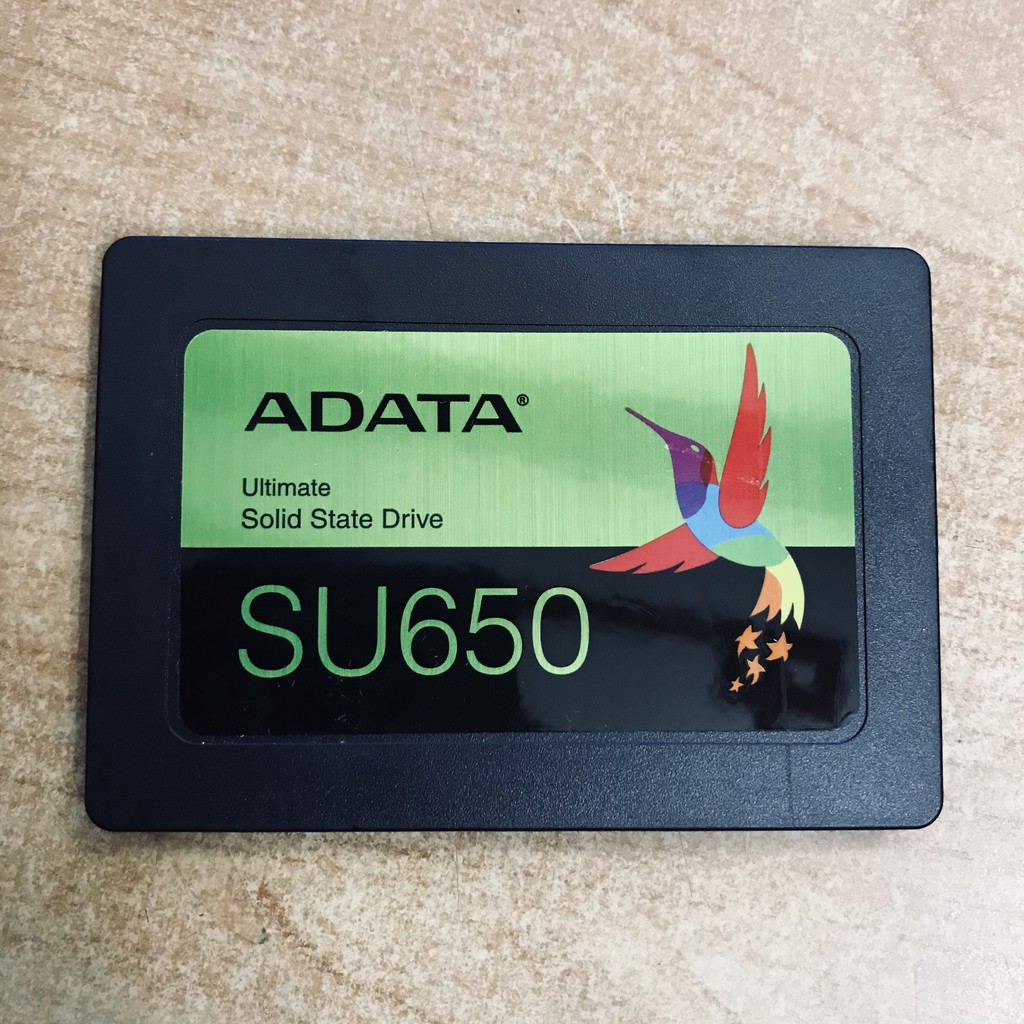 ADATA®
Ultimate
Solid State Drive
SU650